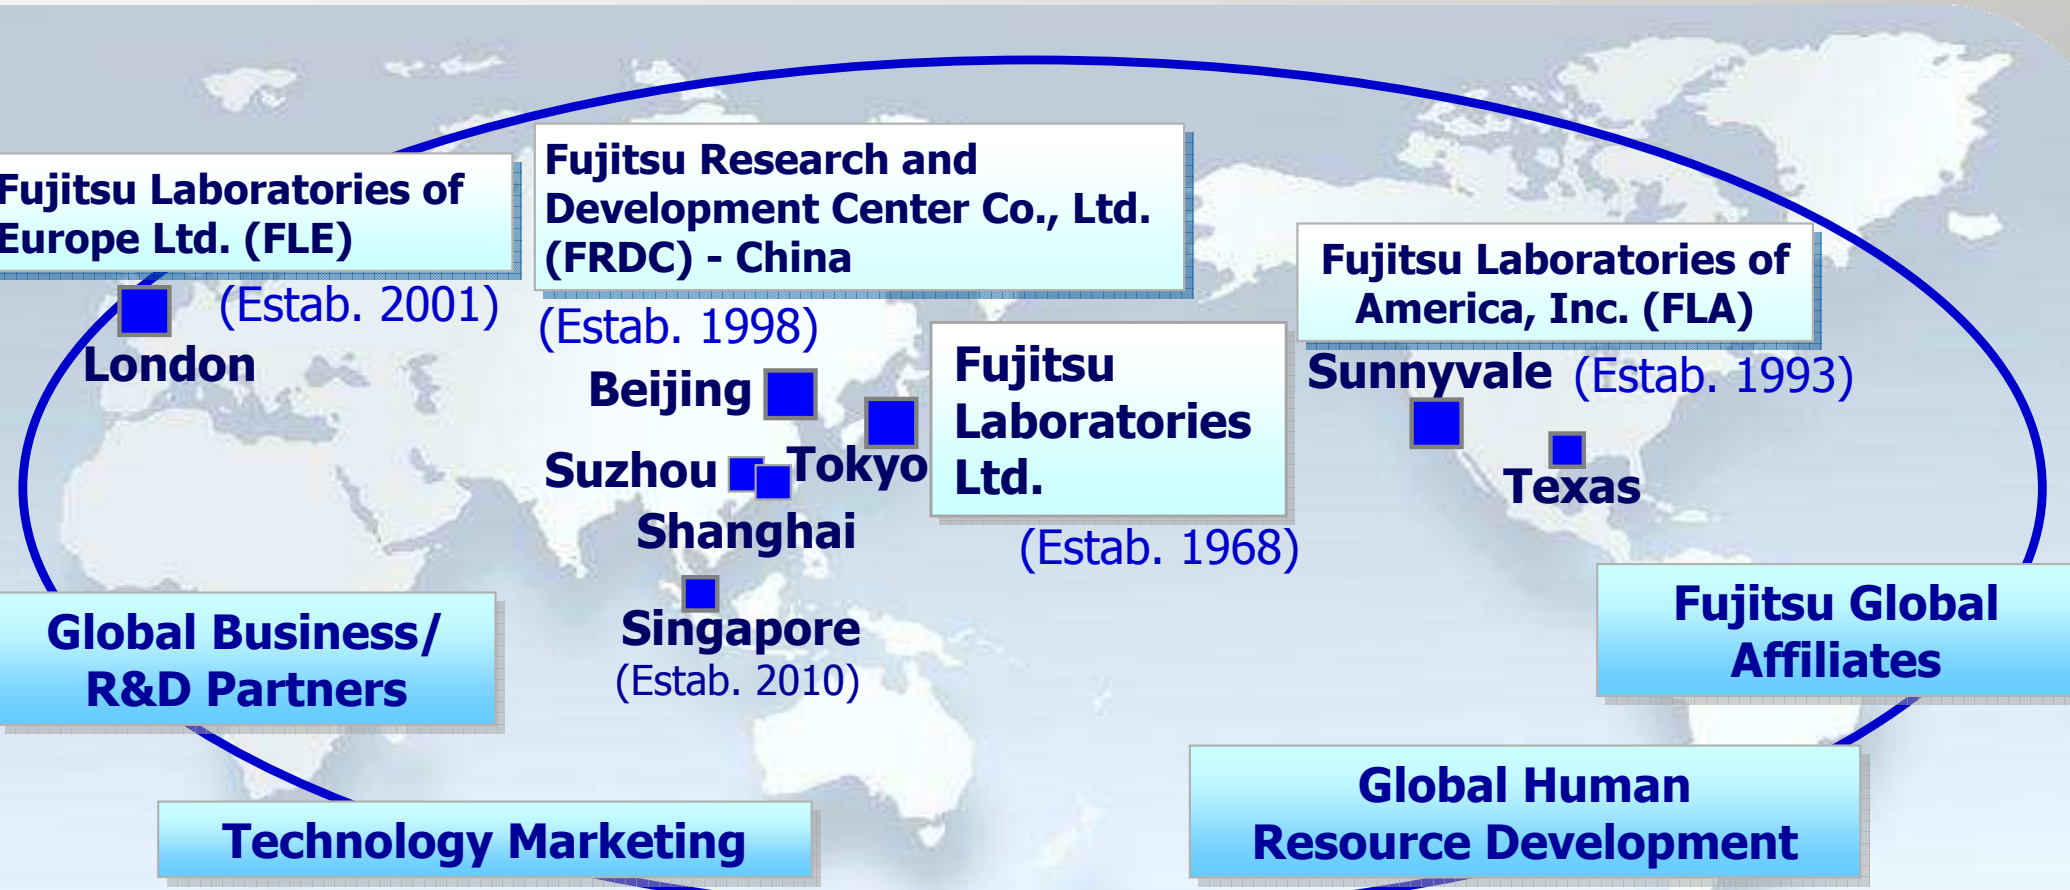 Fujitsu Laboratories of
Europe Ltd. (FLE)
(Estab. 2001)
London
Fujitsu Research and
Development Center Co., Ltd.
(FRDC) - China
(Estab. 1998)
Beijing
Suzhou
Shanghai
Tokyo
Fujitsu
Laboratories
Ltd.
(Estab. 1968)
Fujitsu Laboratories of
America, Inc. (FLA)
Sunnyvale
(Estab. 1993)
Texas
Singapore
(Estab. 2010)
Global Business/
R&D Partners
Fujitsu Global
Affiliates
Technology Marketing
Global Human
Resource Development